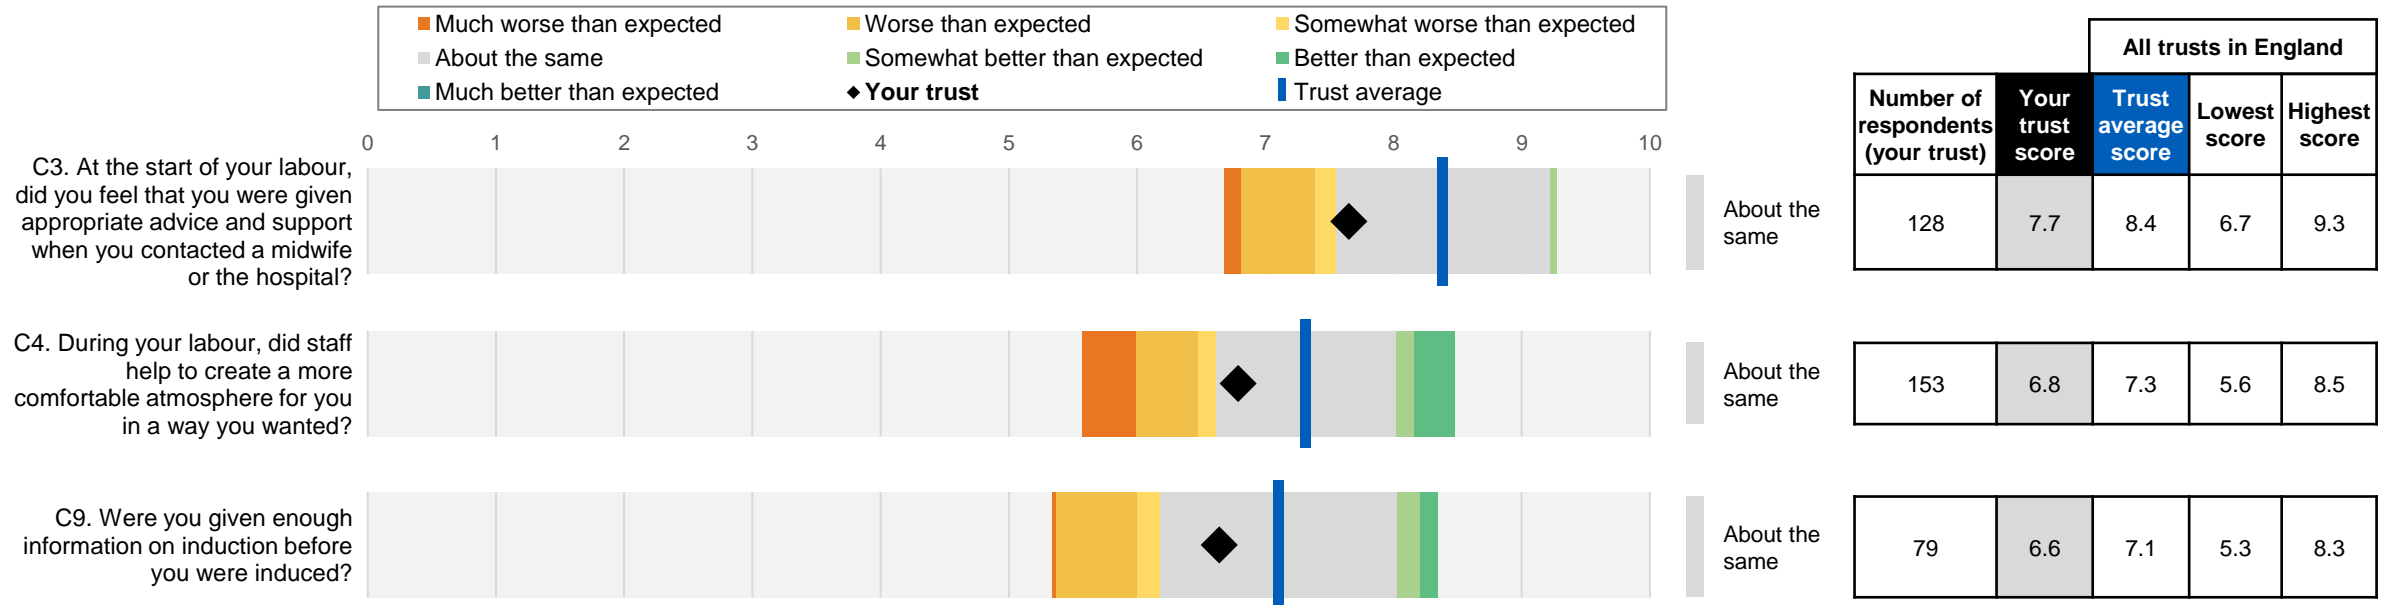 Much worse than expected
Worse than expected
Somewhat worse than expected
About the same
Somewhat better than expected
Better than expected
Much better than expected
Your trust
Trust average
All trusts in England
Number of
respondents
(your trust)
Your
trust
score
Trust
average
score
Lowest
score
Highest
score
0 1 2 3 4 5 6 7 8 9 10
C3. At the start of your labour,
did you feel that you were given
appropriate advice and support
when you contacted a midwife
or the hospital?
About the
same
128 7.7 8.4 6.7 9.3
C4. During your labour, did staff
help to create a more
comfortable atmosphere for you
in a way you wanted?
About the
same
153 6.8 7.3 5.6 8.5
C9. Were you given enough
information on induction before
you were induced?
About the
same
79 6.6 7.1 5.3 8.3